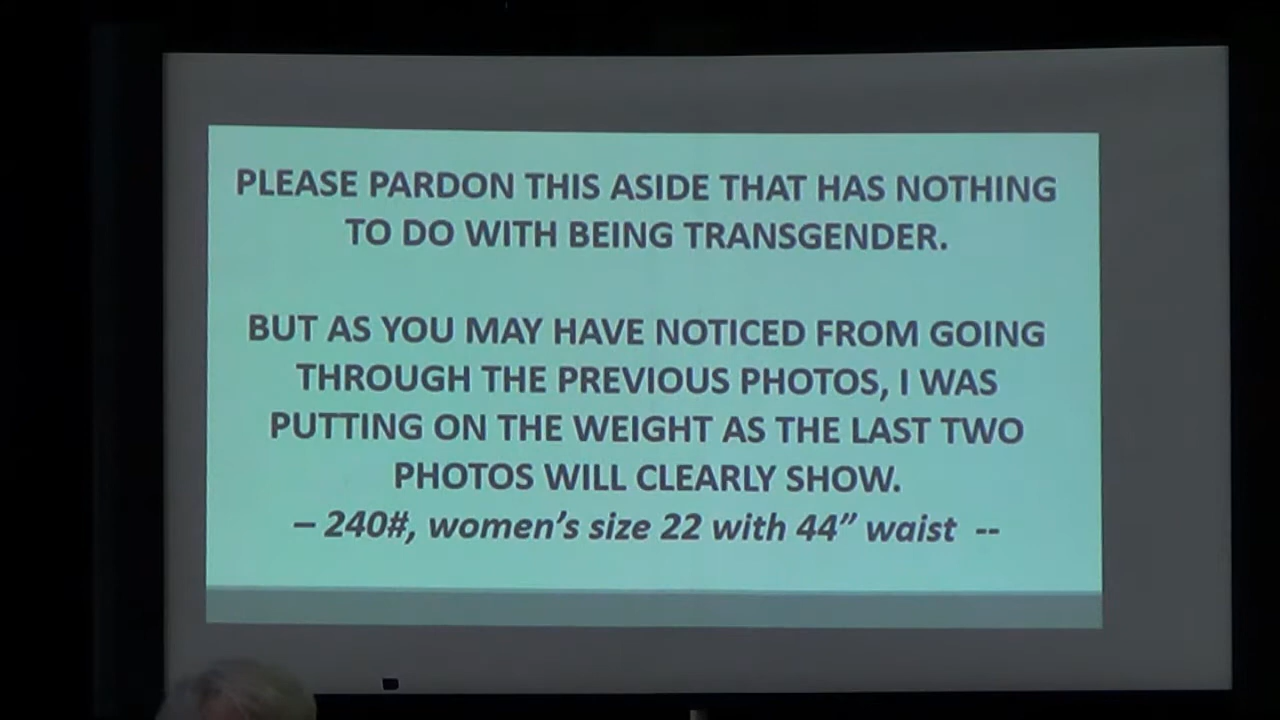 PLEASE PARDON THIS ASIDE THAT HAS NOTHING
TO DO WITH BEING TRANSGENDER.
BUT AS YOU MAY HAVE NOTICED FROM GOING
THROUGH THE PREVIOUS PHOTOS, I WAS
PUTTING ON THE WEIGHT AS THE LAST TWO
PHOTOS WILL CLEARLY SHOW.
– 240#, women’s size 22 with 44” waist --